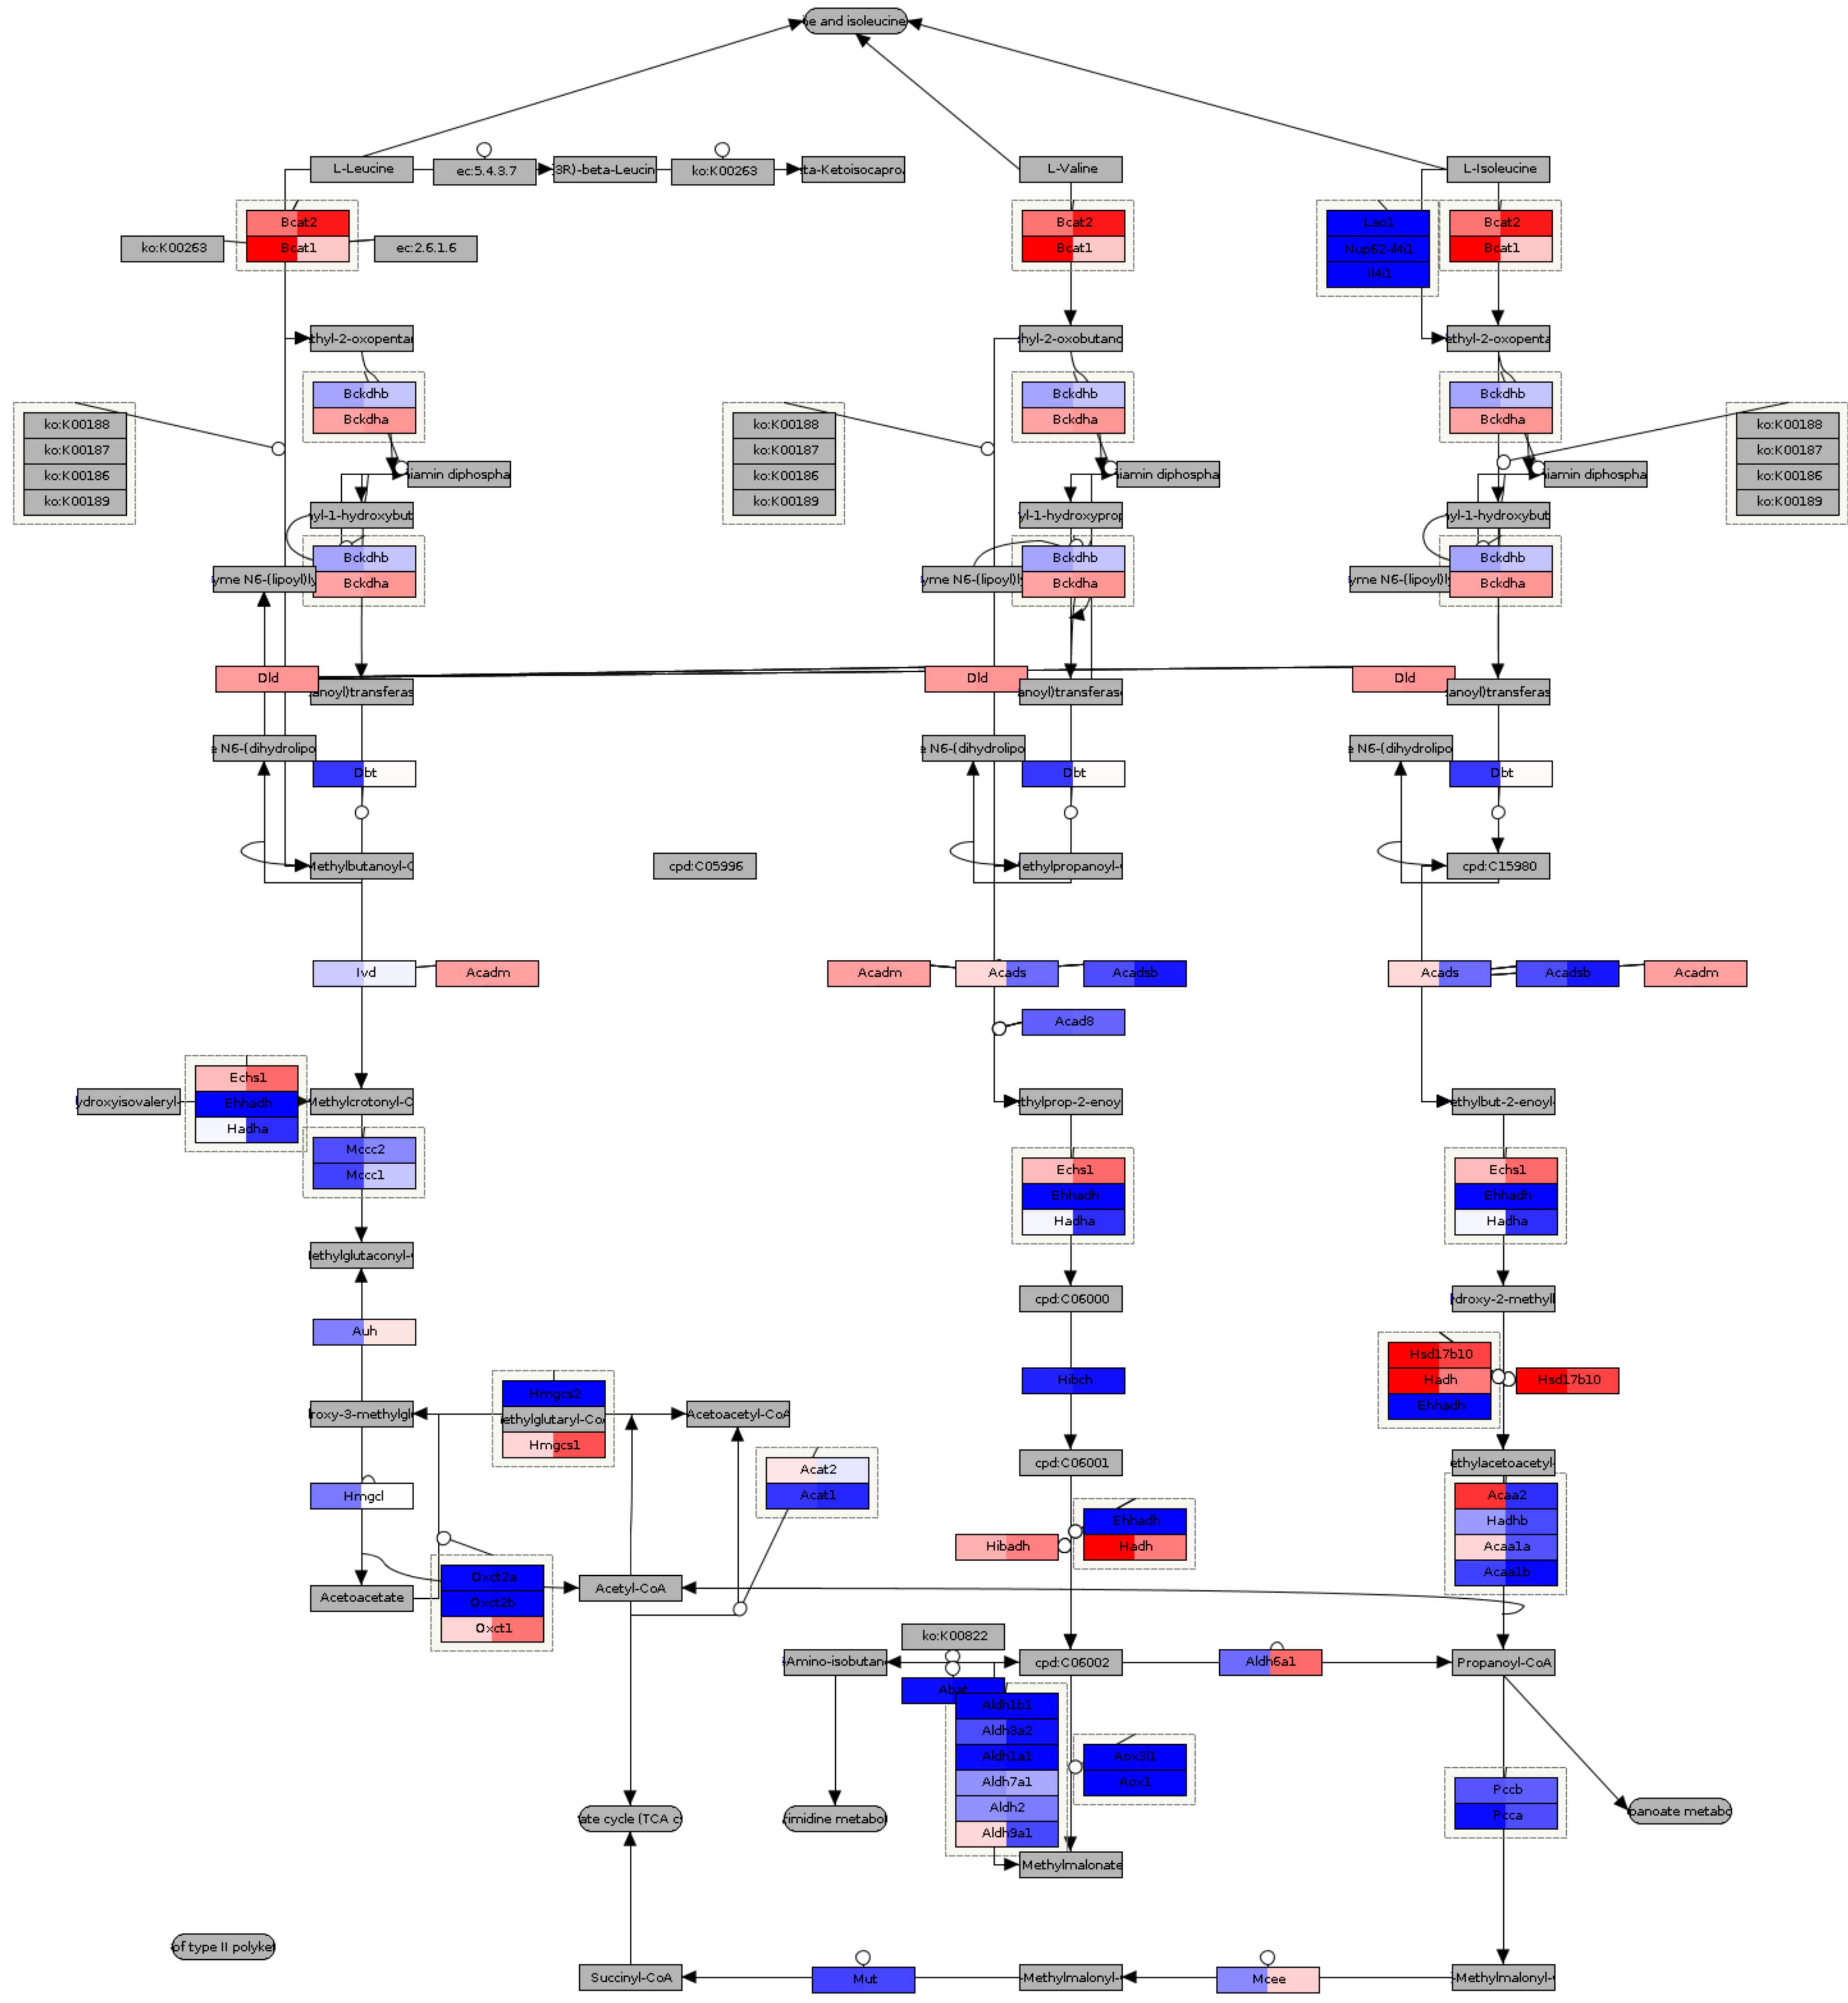 e and isoleucine
L-Leucine
ec:5.4.3.7
3R)-beta-Leucin
ko:K00263
ta-Ketoisocapro
L-Valine
L-Isoleucine
Bcat2
Bcat1
ko:K00263
ec:2.6.1.6
Bcat2
Bcat1
Lao1
Nup62-il4i1
Il4i1
Bcat2
Bcat1
thyl-2-oxopenta
hyl-2-oxobutano
ethyl-2-oxopenta
Bckdhb
Bckdha
Bckdhb
Bckdha
Bckdhb
Bckdha
ko:K00188
ko:K00187
ko:K00186
ko:K00189
ko:K00188
ko:K00187
ko:K00186
ko:K00189
ko:K00188
ko:K00187
ko:K00186
ko:K00189
iamin diphospha
iamin diphospha
iamin diphospha
yl-1-hydroxybut
yl-1-hydroxyprop
yl-1-hydroxybut
Bckdhb
Bckdha
Bckdhb
Bckdha
Bckdhb
Bckdha
yme N6-(lipoyl)ly
yme N6-(lipoyl)l
yme N6-(lipoyl)l
Dld
Dld
Dld
anoyl)transferas
anoyl)transferase
anoyl)transferas
e N6-(dihydrolipo
e N6-(dihydrolipo
e N6-(dihydrolipo
Dbt
Dbt
Dbt
Methylbutanoyl-C
cpd:C05996
ethylpropanoyl-
cpd:C15980
Ivd
Acadm
Acadm
Acads
Acadsb
Acads
Acadsb
Acadm
Acad8
Echs1
Ehhadh
Hadha
ydroxyisovaleryl-
Methylcrotonyl-C
thylprop-2-enoy
ethylbut-2-enoyl-
Mccc2
Mccc1
Echs1
Ehhadh
Hadha
Echs1
Ehhadh
Hadha
lethylglutaconyl-
cpd:C06000
droxy-2-methyll
Auh
Hsd17b10
Hadh
Ehhadh
Hsd17b10
Hibch
Hmgcs2
ethylglutaryl-Co
Hmgcs1
roxy-3-methylgl
Acetoacetyl-CoA
cpd:C06001
ethylacetoacetyl-
Acat2
Acat1
Hmgcl
Acaa2
Hadhb
Acaa1a
Acaa1b
Ehhadh
Hadh
Hibadh
Oxct2a
Oxct2b
Oxct1
Acetoacetate
Acetyl-CoA
ko:K00822
Amino-isobutan
cpd:C06002
Aldh6a1
Propanoyl-CoA
Abat
Aldh1b1
Aldh3a2
Aldh1a1
Aldh7a1
Aldh2
Aldh9a1
Aox3l1
Aox1
Pccb
Pcca
ate cycle (TCA c
rimidine metabol
panoate metabo
Methylmalonate
of type II polyket
Succinyl-CoA
Mut
-Methylmalonyl-
Mcee
-Methylmalonyl-